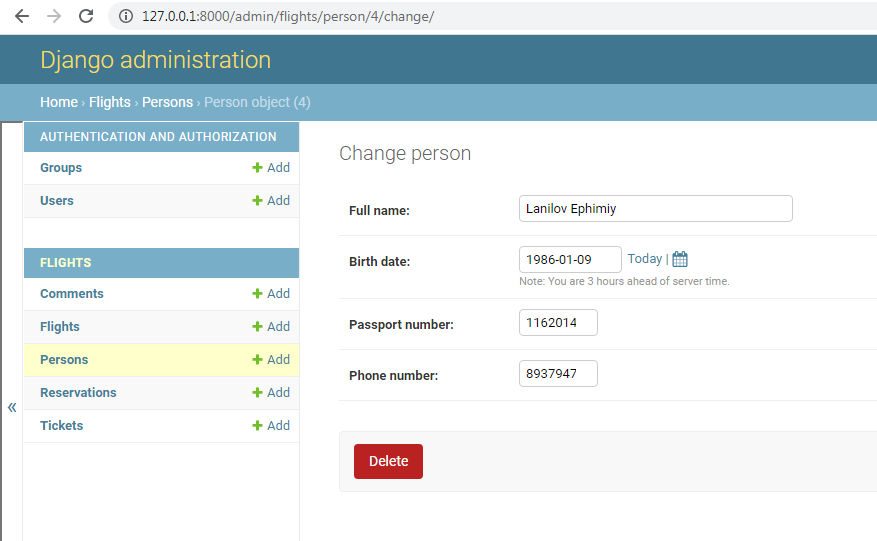 127.0.0.1:8000/admin/flights/person/4/change/
Django administration
Home › Flights › Persons › Person object (4)
AUTHENTICATION AND AUTHORIZATION
Groups + Add
Users + Add
FLIGHTS
Comments + Add
Flights + Add
Persons + Add
Reservations + Add
Tickets + Add
«
Change person
Full name: Lanilov Ephimiy
Birth date: 1986-01-09 Today |
Note: You are 3 hours ahead of server time.
Passport number: 1162014
Phone number: 8937947
Delete